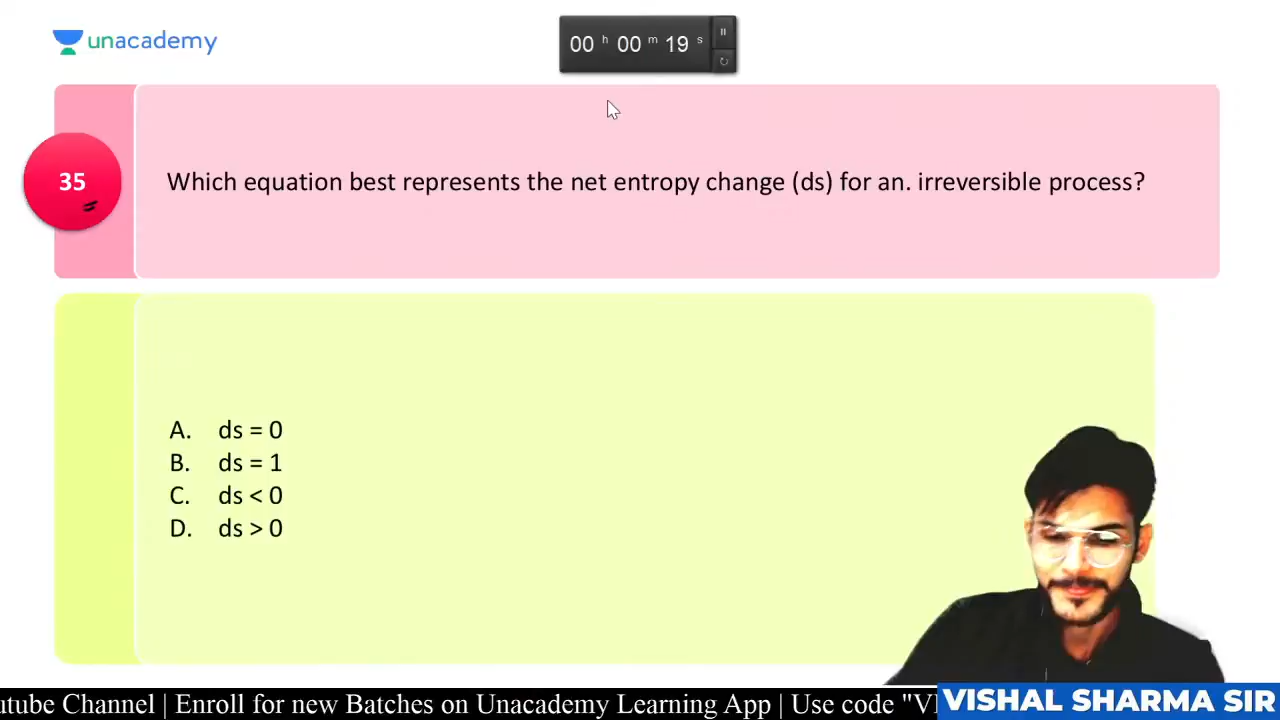 unacademy
00 h 00 m 19 s
35
Which equation best represents the net entropy change (ds) for an. irreversible process?
A. ds = 0
B. ds = 1
C. ds < 0
D. ds > 0
utube Channel | Enroll for new Batches on Unacademy Learning App | Use code "VI
VISHAL SHARMA SIR